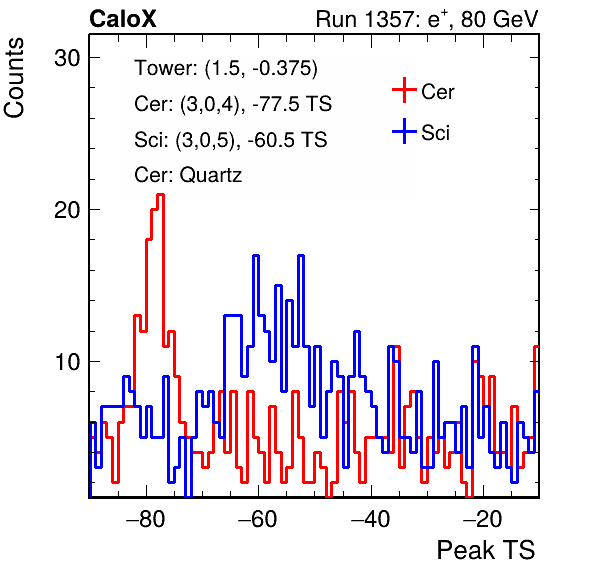 CaloX Run 1357: e⁺, 80 GeV
Counts
30
20
10
Tower: (1.5, -0.375)
Cer: (3,0,4), -77.5 TS
Sci: (3,0,5), -60.5 TS
Cer: Quartz
Cer
Sci
−80 −60 −40 −20
Peak TS